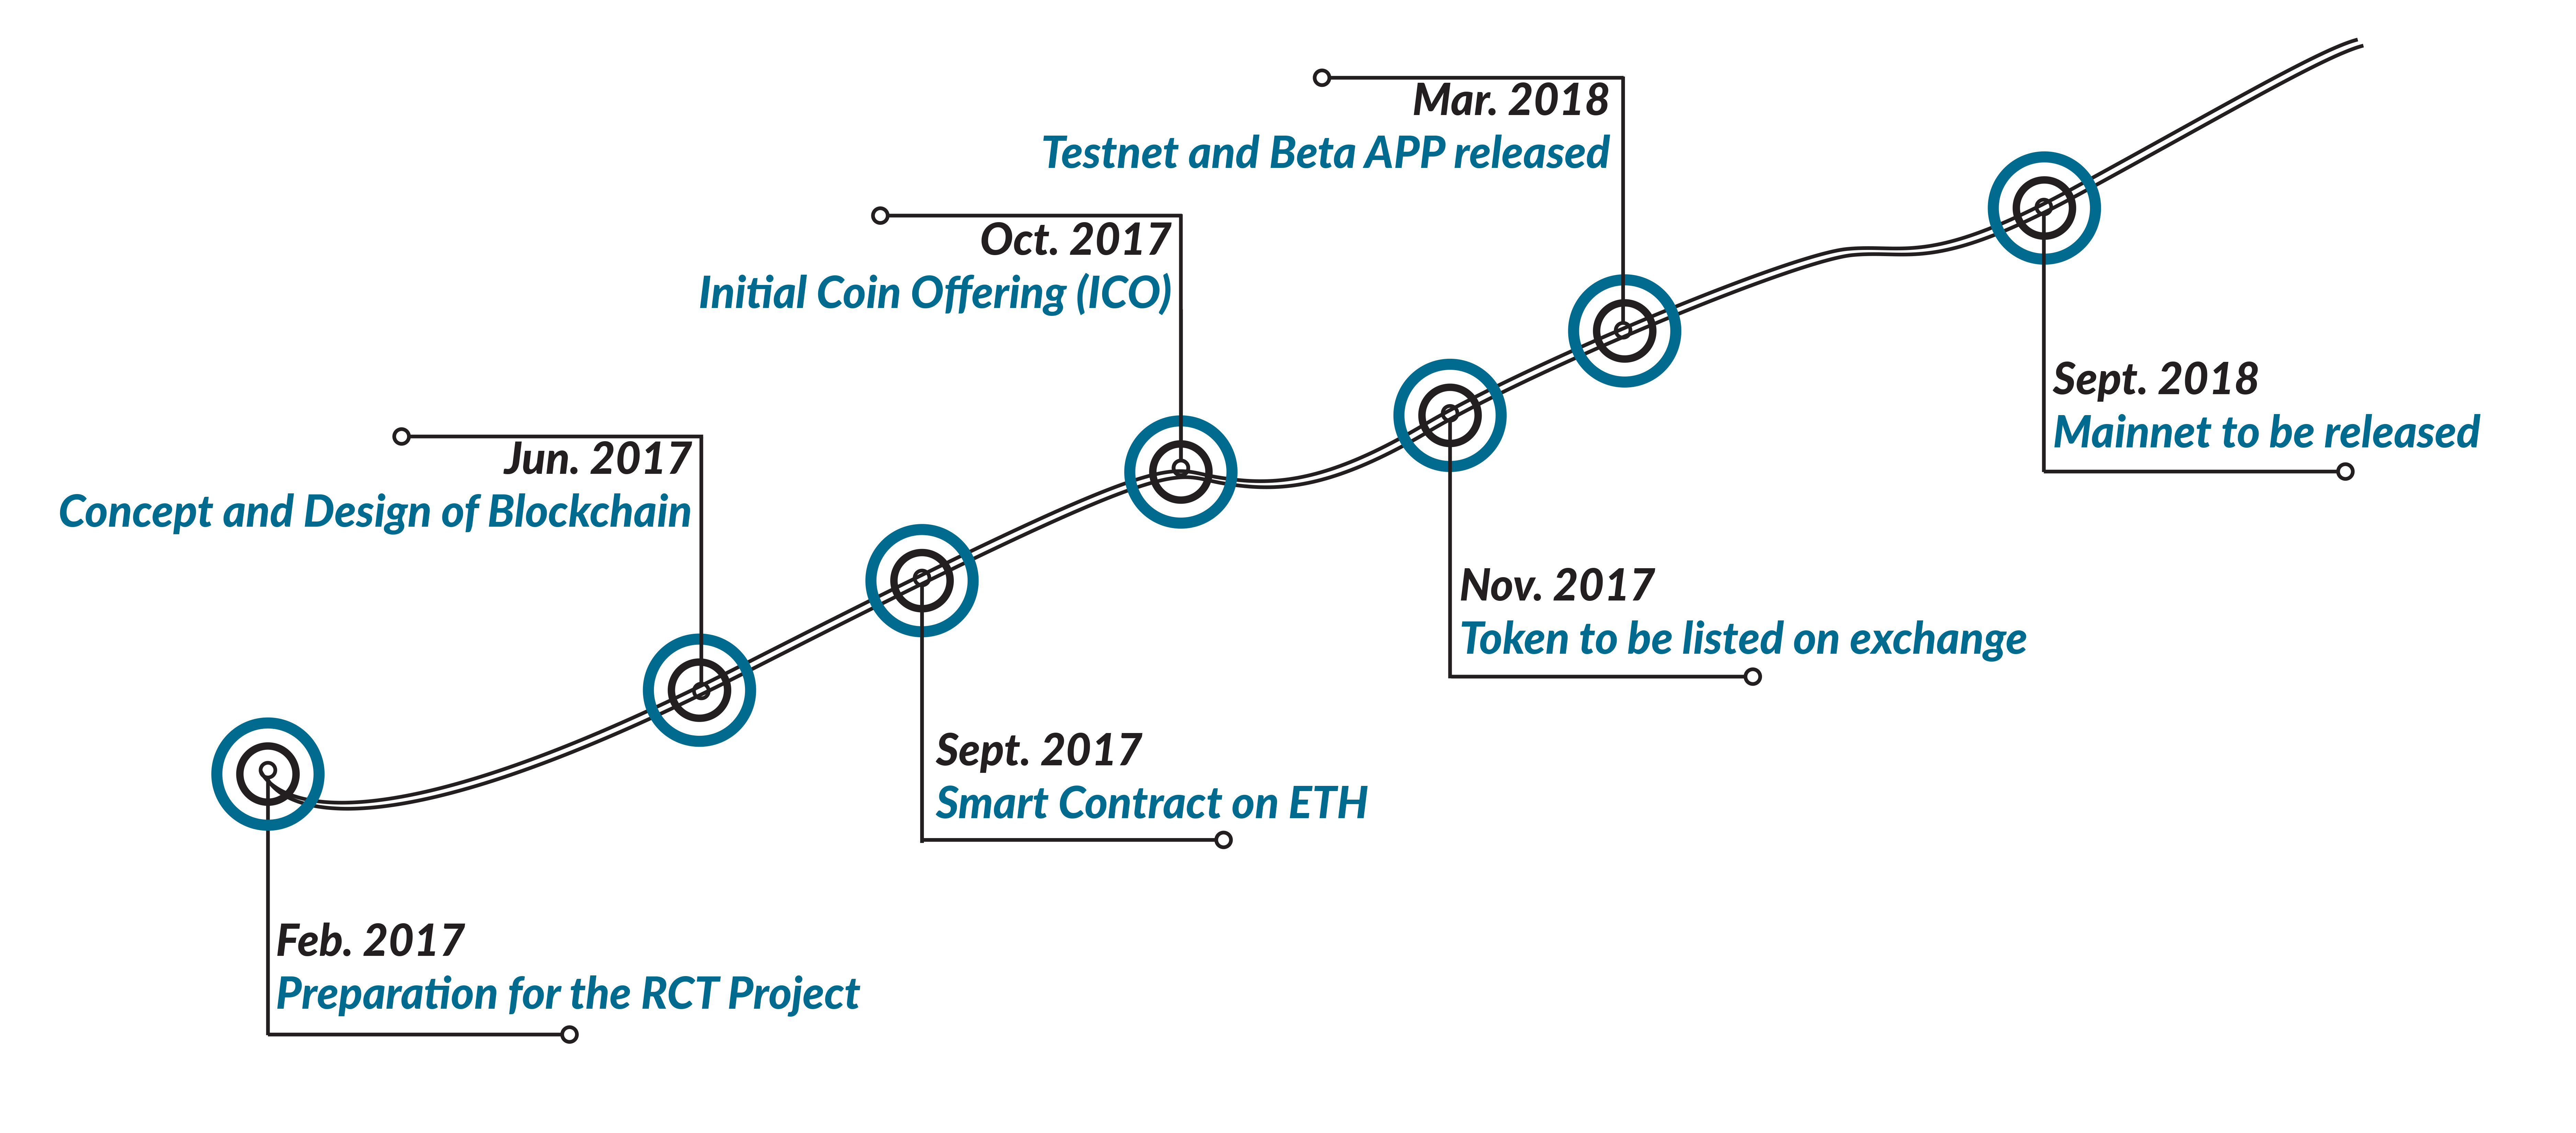 Mar. 2018
Testnet and Beta APP released
Oct. 2017
Initial Coin Offering (ICO)
Sept. 2018
Mainnet to be released
Jun. 2017
Concept and Design of Blockchain
Nov. 2017
Token to be listed on exchange
Sept. 2017
Smart Contract on ETH
Feb. 2017
Preparation for the RCT Project